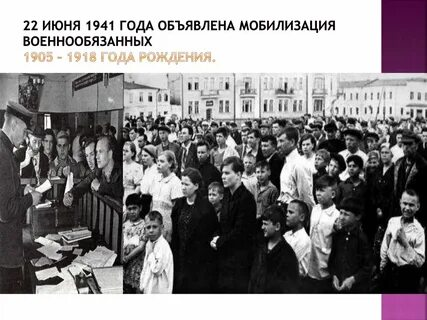 22 ИЮНЯ 1941 ГОДА ОБЪЯВЛЕНА МОБИЛИЗАЦИЯ
ВОЕННООБЯЗАННЫХ
1905 – 1918 ГОДА РОЖДЕНИЯ.